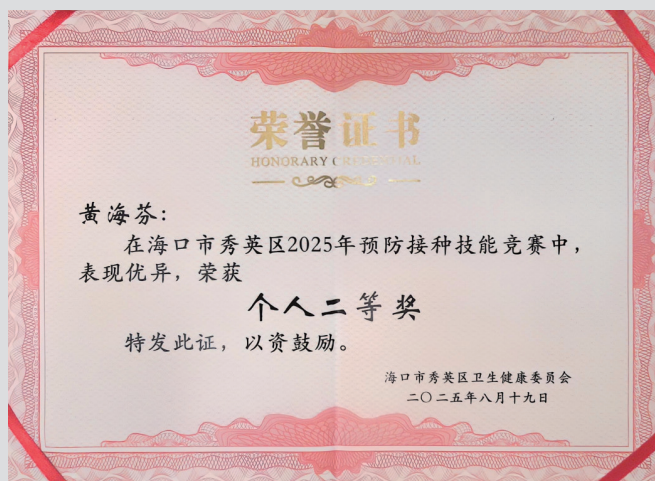 荣誉证书
HONORARY CREDENTIAL
黄海芬：
在海口市秀英区2025年预防接种技能竞赛中，
表现优异，荣获
个人二等奖
特发此证，以资鼓励。
海口市秀英区卫生健康委员会
二〇二五年八月十九日